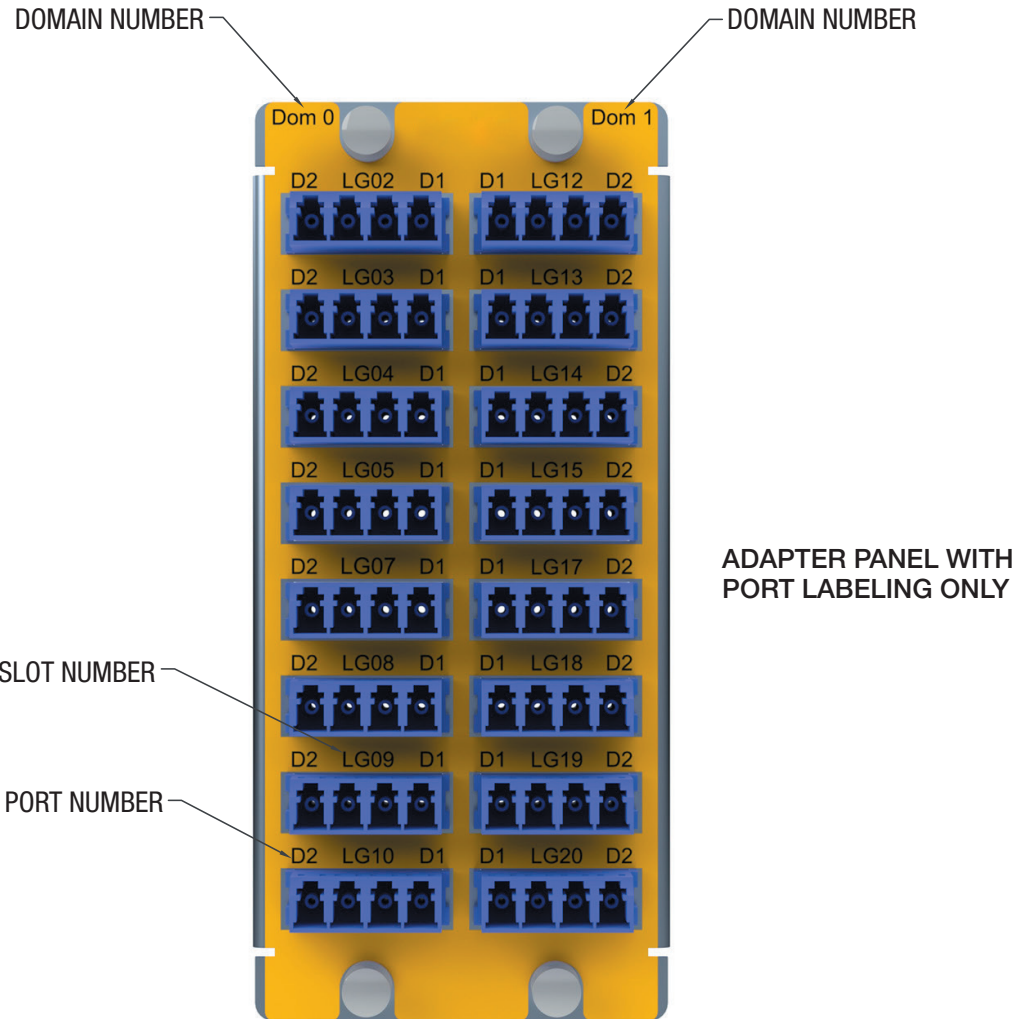 DOMAIN NUMBER
DOMAIN NUMBER
Dom 0
Dom 1
D2 LG02 D1 D1 LG12 D2
D2 LG03 D1 D1 LG13 D2
D2 LG04 D1 D1 LG14 D2
D2 LG05 D1 D1 LG15 D2
D2 LG07 D1 D1 LG17 D2
ADAPTER PANEL WITH
PORT LABELING ONLY
D2 LG08 D1 D1 LG18 D2
SLOT NUMBER
D2 LG09 D1 D1 LG19 D2
PORT NUMBER
D2 LG10 D1 D1 LG20 D2